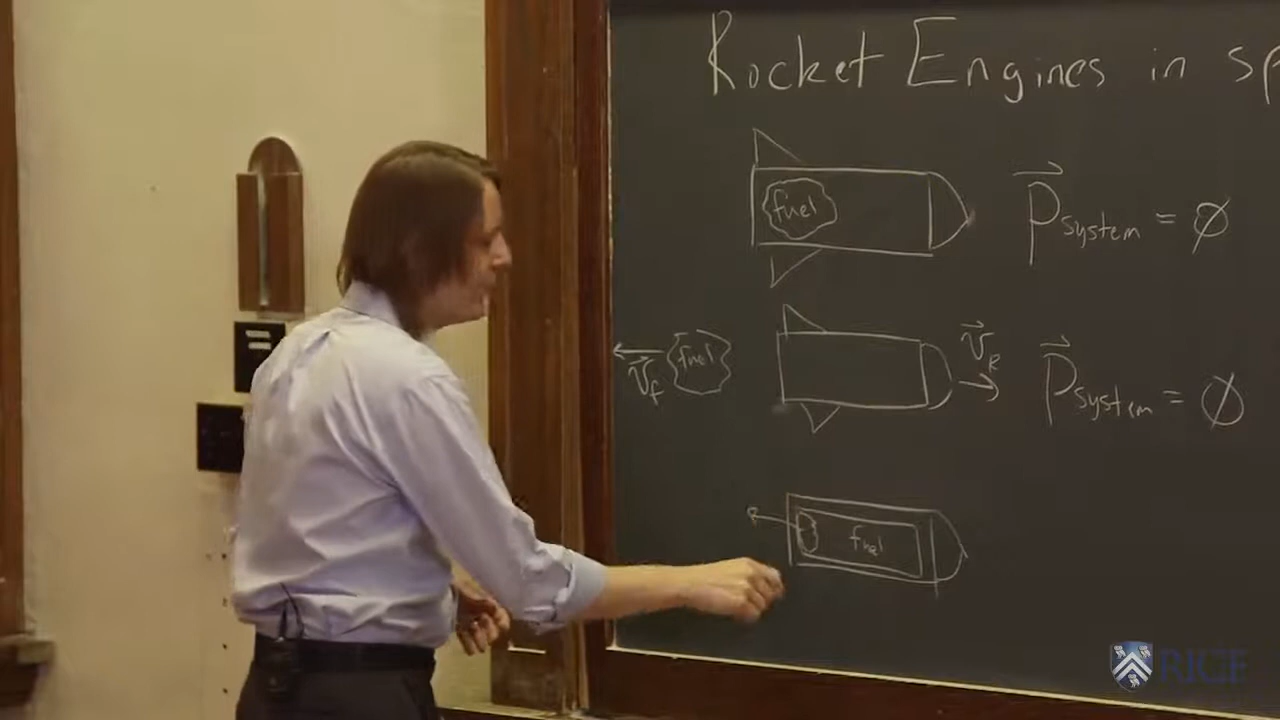 Rocket Engines in sp
fuel
P⃗system = ∅
v⃗f fuel v⃗R P⃗system = ∅
fuel
RICE